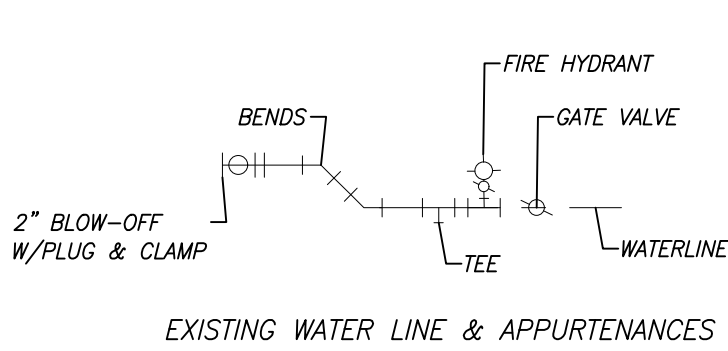 FIRE HYDRANT
BENDS
GATE VALVE
2" BLOW-OFF
W/PLUG & CLAMP
WATERLINE
TEE
EXISTING WATER LINE & APPURTENANCES